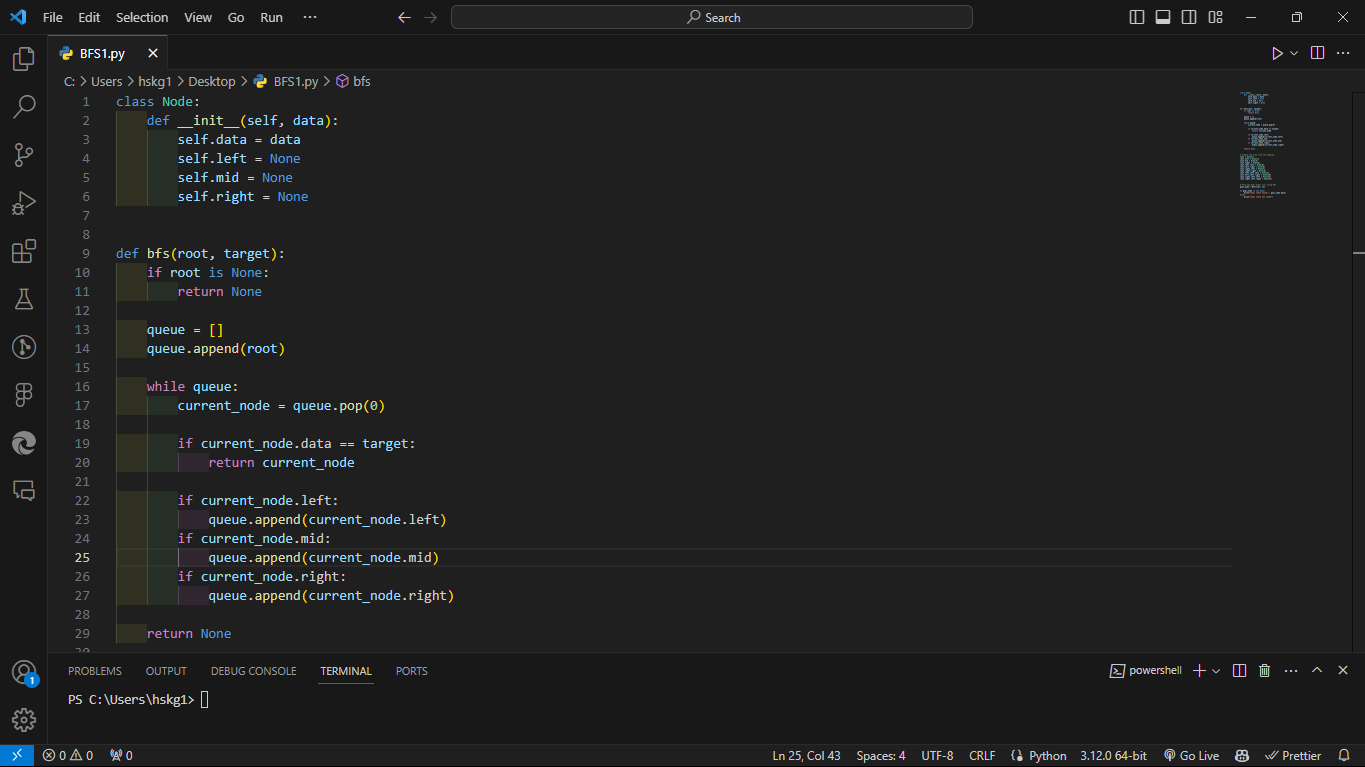 File Edit Selection View Go Run ··· Search
BFS1.py
C: > Users > hskg1 > Desktop > BFS1.py > bfs
1 class Node:
2     def __init__(self, data):
3         self.data = data
4         self.left = None
5         self.mid = None
6         self.right = None
7
8
9 def bfs(root, target):
10     if root is None:
11         return None
12
13     queue = []
14     queue.append(root)
15
16     while queue:
17         current_node = queue.pop(0)
18
19         if current_node.data == target:
20             return current_node
21
22         if current_node.left:
23             queue.append(current_node.left)
24         if current_node.mid:
25             queue.append(current_node.mid)
26         if current_node.right:
27             queue.append(current_node.right)
28
29     return None
PROBLEMS OUTPUT DEBUG CONSOLE TERMINAL PORTS powershell
PS C:\Users\hskg1>
1
0 0 0 Ln 25, Col 43 Spaces: 4 UTF-8 CRLF Python 3.12.0 64-bit Go Live Prettier